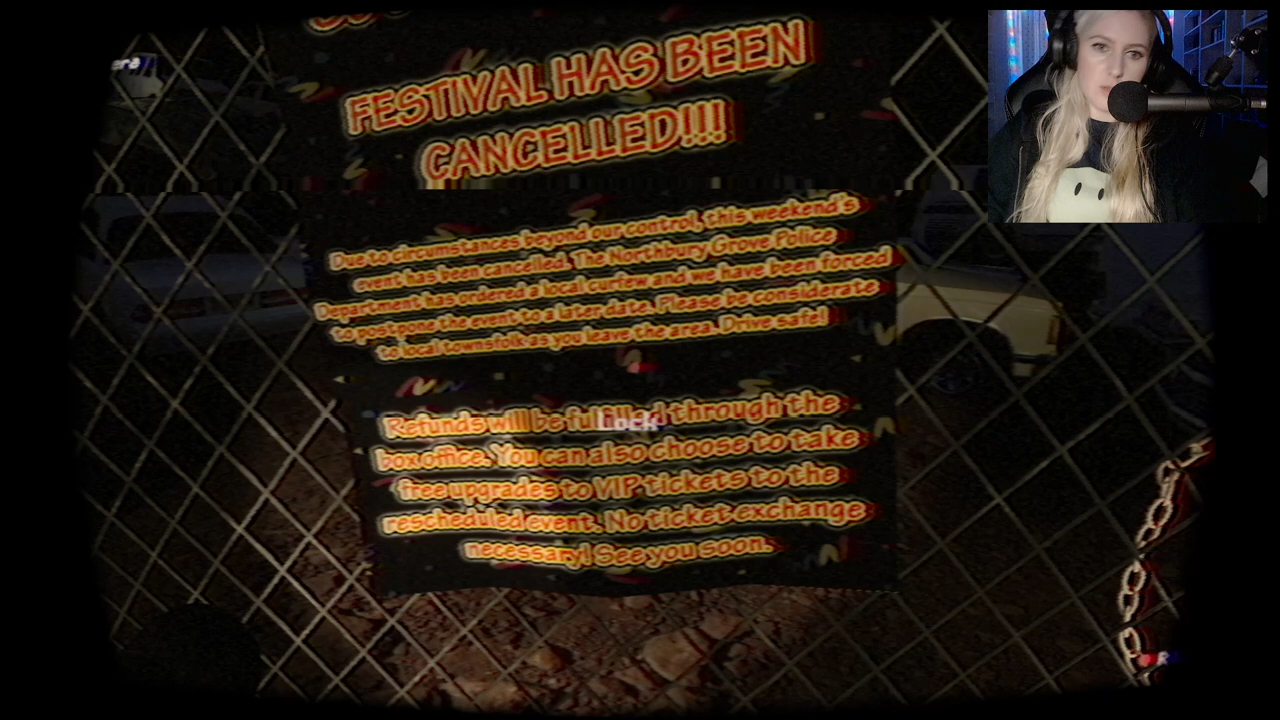 FESTIVAL HAS BEEN
CANCELLED!!!
Due to circumstances beyond our control, this weekend's
event has been cancelled. The Northbury Grove Police
Department has ordered a local curfew and we have been forced
to postpone the event to a later date. Please be considerate
to local townsfolk as you leave the area. Drive safe!
Refunds will be fulfilled through the
box office. You can also choose to take
free upgrades to VIP tickets to the
rescheduled event. No ticket exchange
necessary! See you soon.
Lock